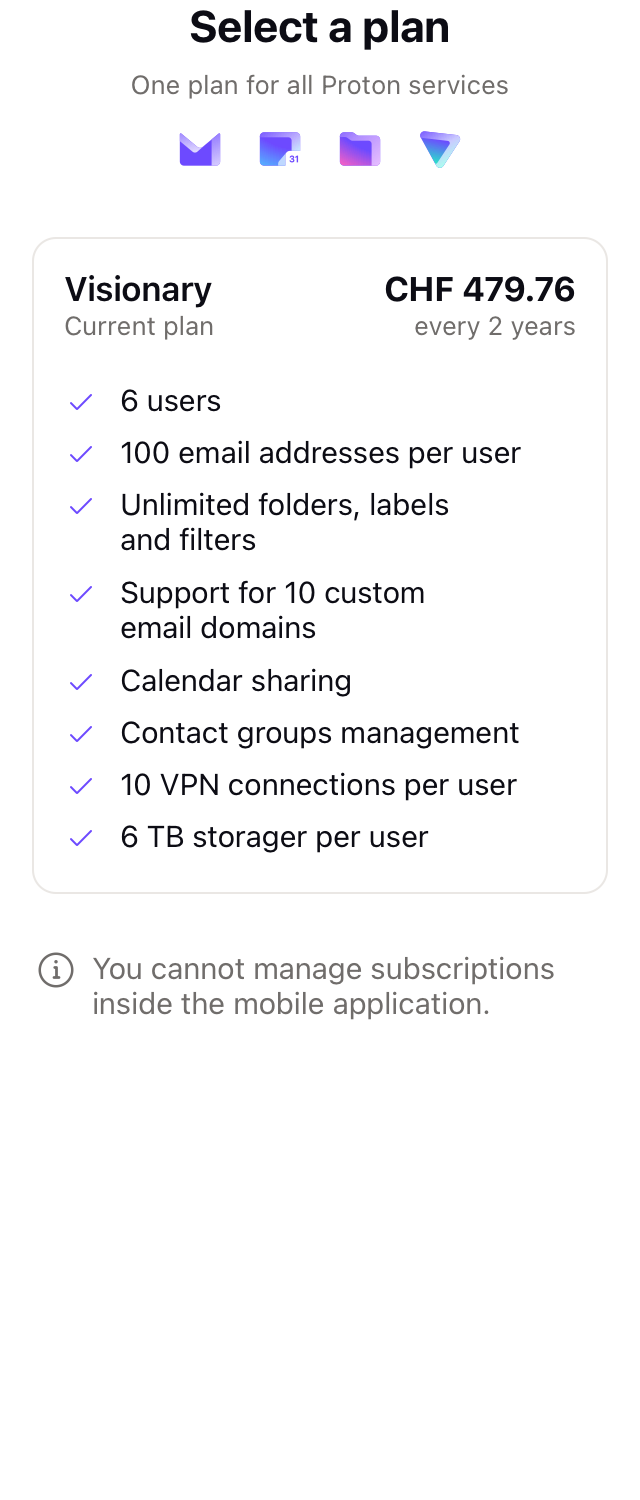 Select a plan
One plan for all Proton services
31
Visionary
CHF 479.76
Current plan
every 2 years
6 users
100 email addresses per user
Unlimited folders, labels
and filters
Support for 10 custom
email domains
Calendar sharing
Contact groups management
10 VPN connections per user
6 TB storager per user
You cannot manage subscriptions
inside the mobile application.